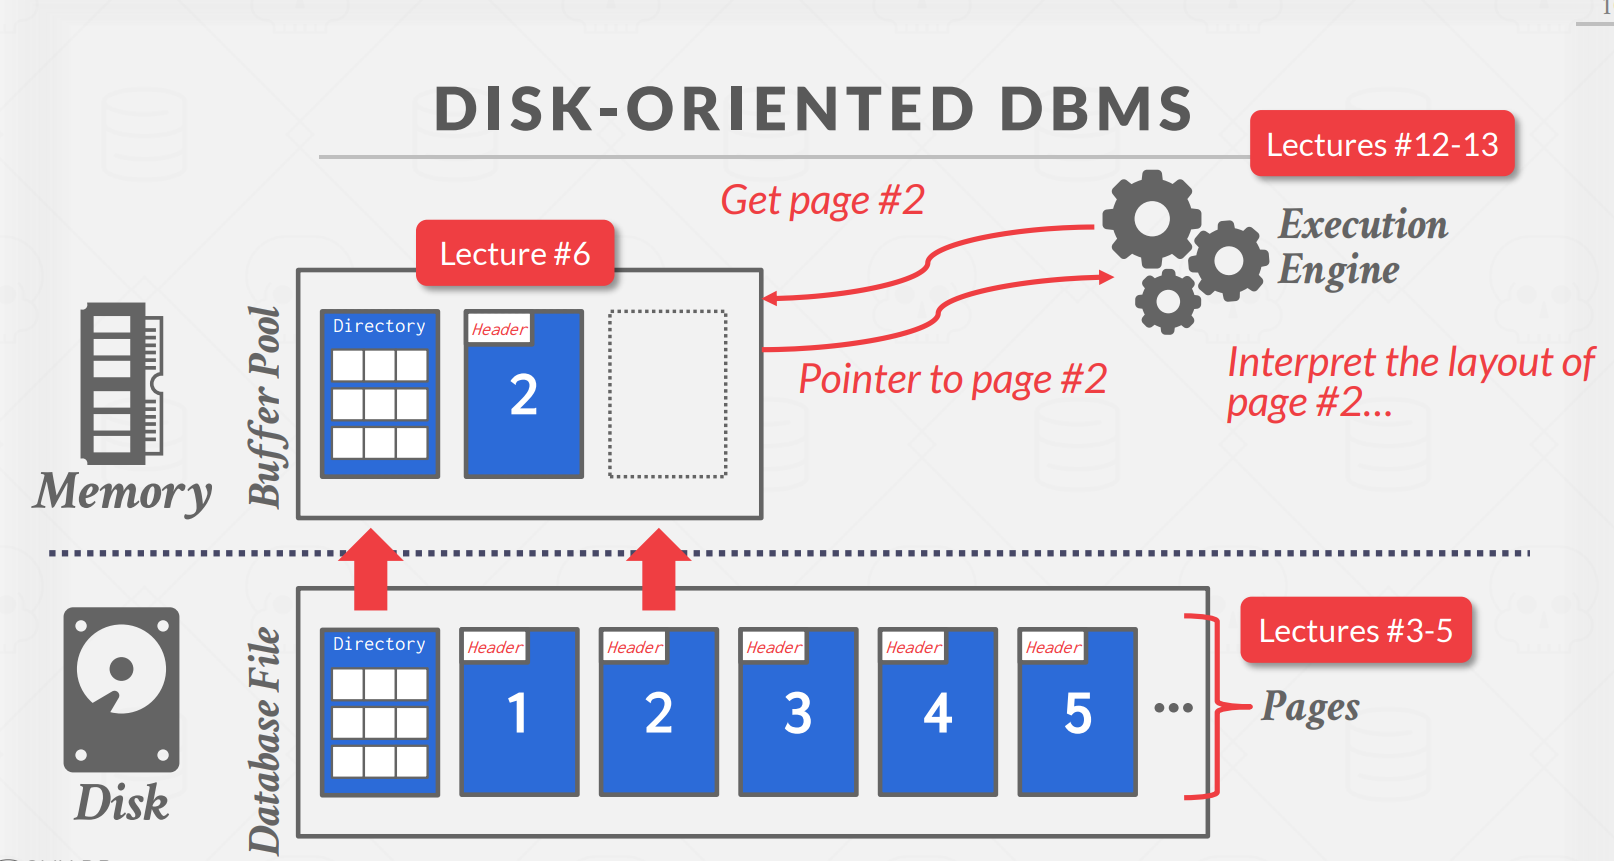 DISK-ORIENTED DBMS
Lectures #12-13
Get page #2
Execution
Engine
Lecture #6
Directory
Header
2
Buffer Pool
Memory
Pointer to page #2
Interpret the layout of
page #2...
Directory
Header
1
Header
2
Header
3
Header
4
Header
5
...
Lectures #3-5
Pages
Database File
Disk